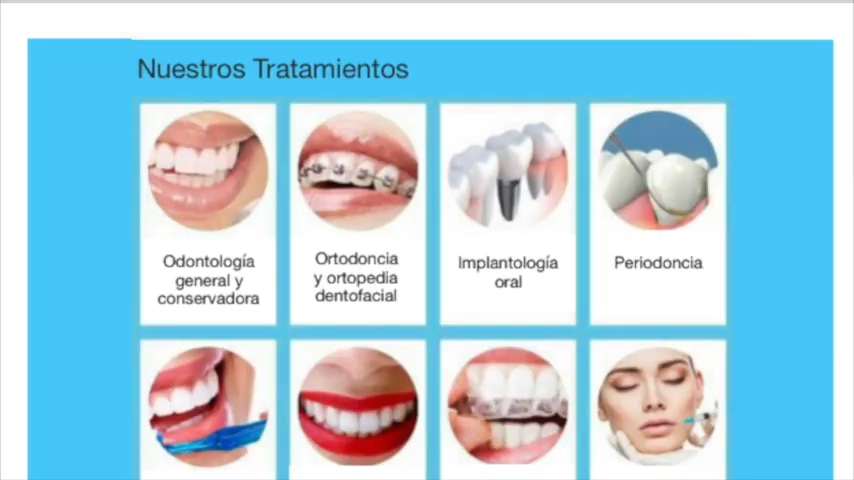 Nuestros Tratamientos
Odontología
general y
conservadora
Ortodoncia
y ortopedia
dentofacial
Implantología
oral
Periodoncia